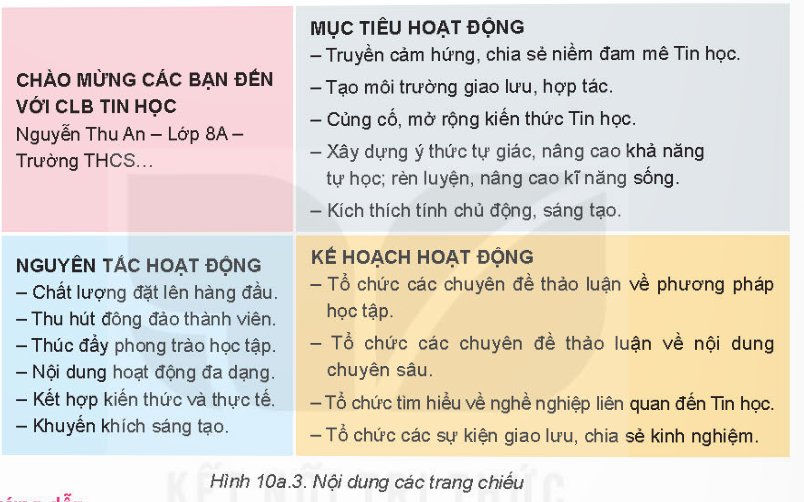 CHÀO MỪNG CÁC BẠN ĐẾN
VỚI CLB TIN HỌC
Nguyễn Thu An – Lớp 8A –
Trường THCS...
MỤC TIÊU HOẠT ĐỘNG
– Truyền cảm hứng, chia sẻ niềm đam mê Tin học.
– Tạo môi trường giao lưu, hợp tác.
– Củng cố, mở rộng kiến thức Tin học.
– Xây dựng ý thức tự giác, nâng cao khả năng
tự học; rèn luyện, nâng cao kĩ năng sống.
– Kích thích tính chủ động, sáng tạo.
NGUYÊN TẮC HOẠT ĐỘNG
– Chất lượng đặt lên hàng đầu.
– Thu hút đông đảo thành viên.
– Thúc đẩy phong trào học tập.
– Nội dung hoạt động đa dạng.
– Kết hợp kiến thức và thực tế.
– Khuyến khích sáng tạo.
KẾ HOẠCH HOẠT ĐỘNG
– Tổ chức các chuyên đề thảo luận về phương pháp
học tập.
– Tổ chức các chuyên đề thảo luận về nội dung
chuyên sâu.
– Tổ chức tìm hiểu về nghề nghiệp liên quan đến Tin học.
– Tổ chức các sự kiện giao lưu, chia sẻ kinh nghiệm.
Hình 10a.3. Nội dung các trang chiếu
KẾT NỐI TRI THỨC